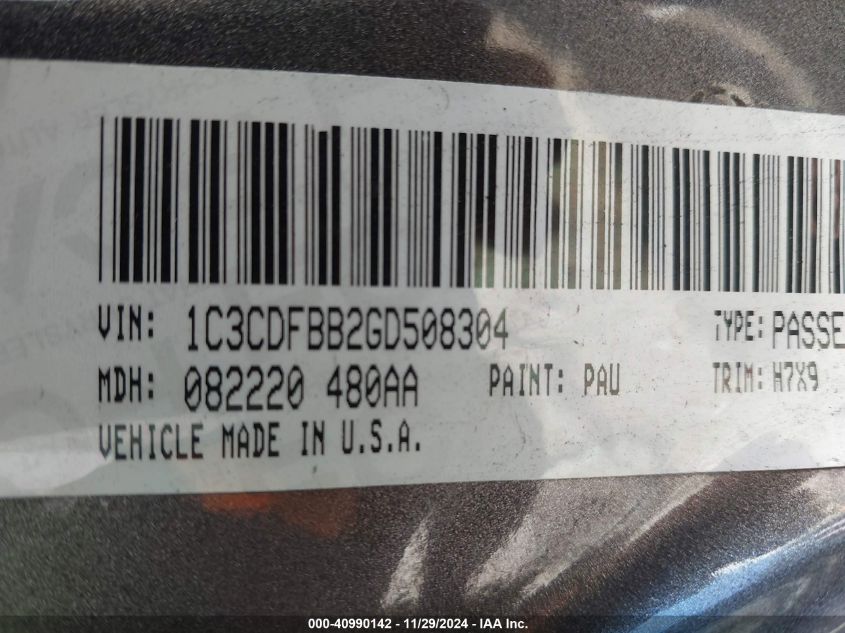 VIN: 1C3CDFBB2GD508304 TYPE: PASSE
MDH: 082220 480AA PAINT: PAU TRIM: H7X9
VEHICLE MADE IN U.S.A.
000-40990142 - 11/29/2024 - IAA Inc.